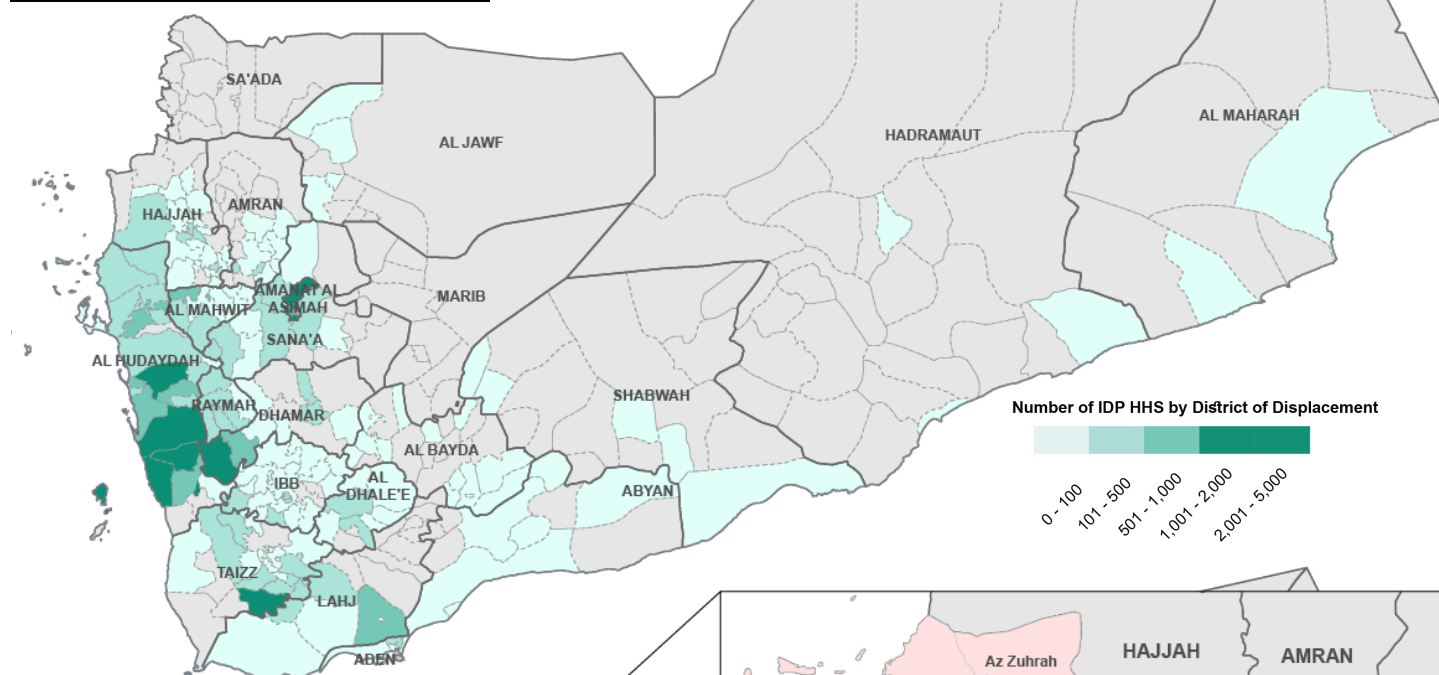 SA'ADA
AL JAWF
HADRAMAUT
AL MAHARAH
HAJJAH
AMRAN
AMANAT AL
ASIMAH
MARIB
AL MAHWIT
SANA'A
AL HUDAYDAH
SHABWAH
RAYMAH
DHAMAR
Number of IDP HHS by District of Displacement
AL BAYDA
IBB
AL
DHALE'E
ABYAN
0 - 100
101 - 500
501 - 1,000
1,001 - 2,000
2,001 - 5,000
TAIZZ
LAHJ
ADEN
HAJJAH
AMRAN
Az Zuhrah